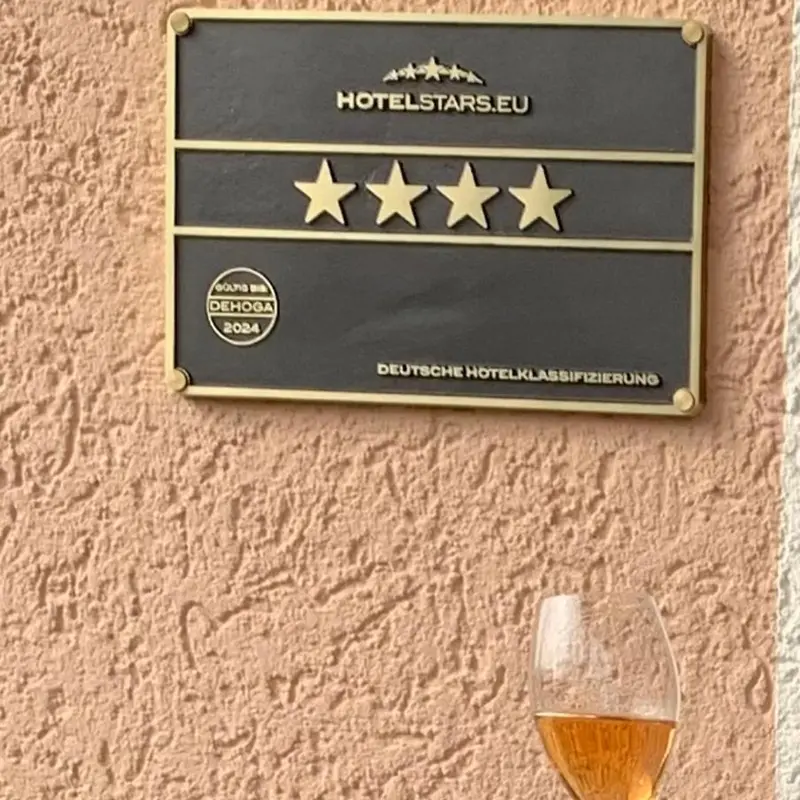 HOTELSTARS.EU
GÜLTIG BIS
DEHOGA
2024
DEUTSCHE HOTELKLASSIFIZIERUNG